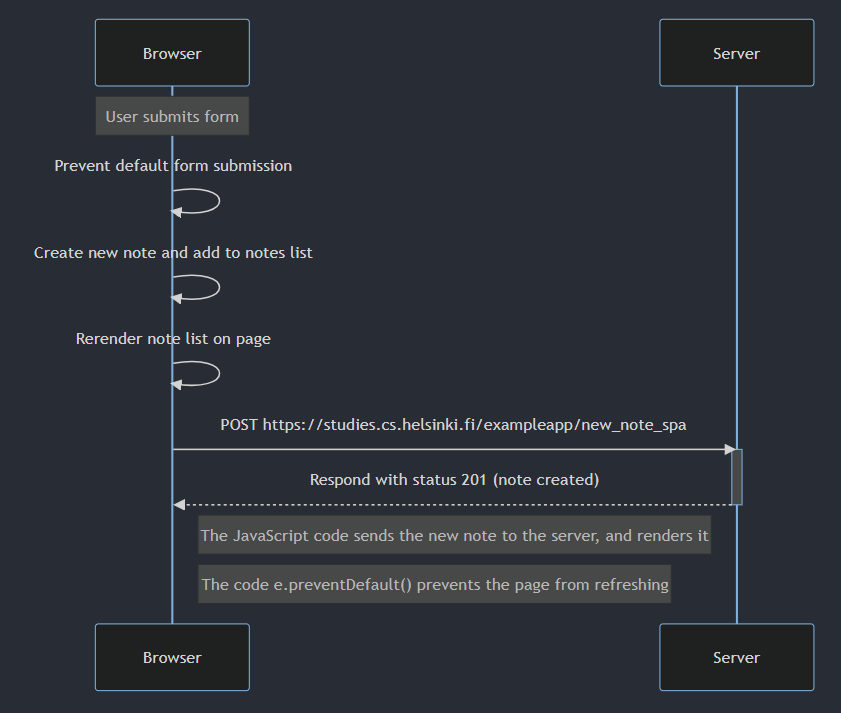 Browser
Server
User submits form
Prevent default form submission
Create new note and add to notes list
Rerender note list on page
POST https://studies.cs.helsinki.fi/exampleapp/new_note_spa
Respond with status 201 (note created)
The JavaScript code sends the new note to the server, and renders it
The code e.preventDefault() prevents the page from refreshing
Browser
Server